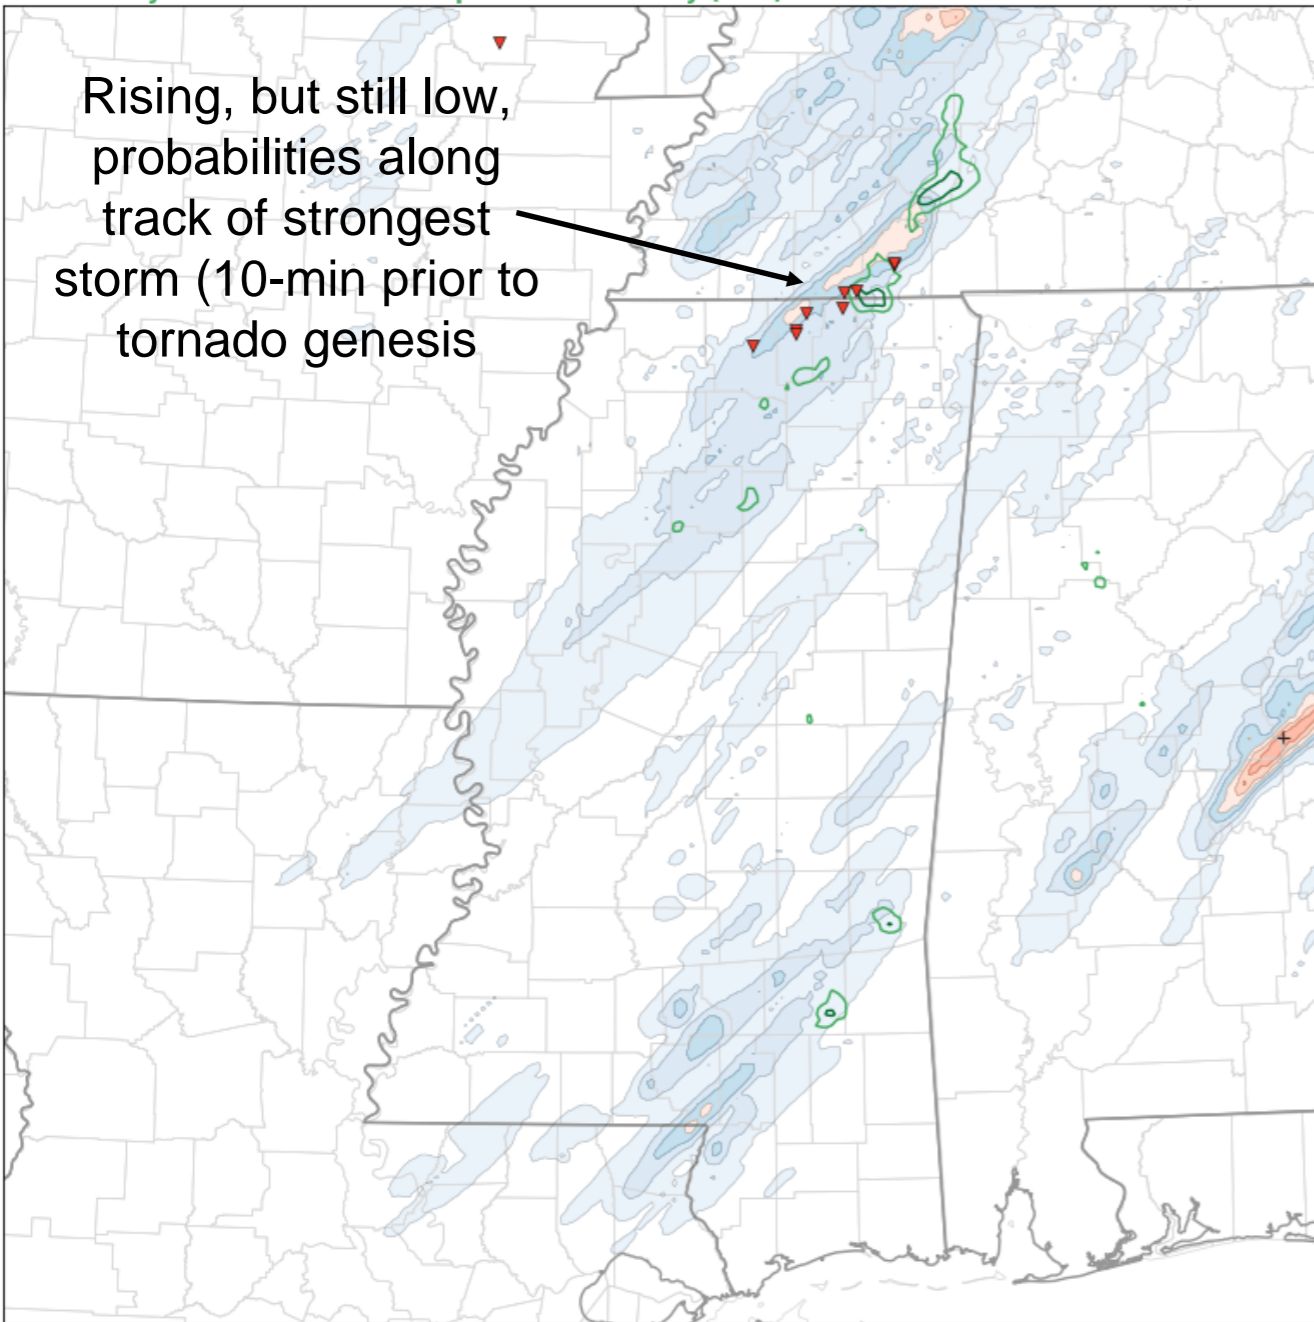 Rising, but still low,
probabilities along
track of strongest
storm (10-min prior to
tornado genesis